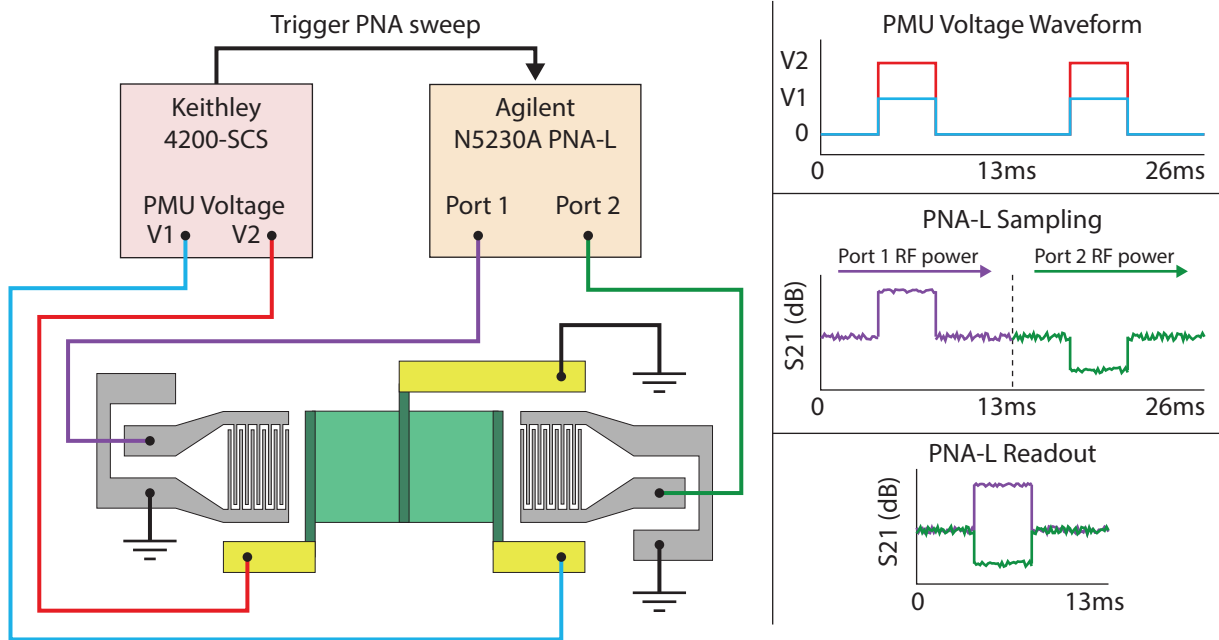 Trigger PNA sweep
Keithley
4200-SCS
PMU Voltage
V1 V2
Agilent
N5230A PNA-L
Port 1 Port 2
PMU Voltage Waveform
V2
V1
0
0 13ms 26ms
PNA-L Sampling
Port 1 RF power Port 2 RF power
S21 (dB)
0 13ms 26ms
PNA-L Readout
S21 (dB)
0 13ms